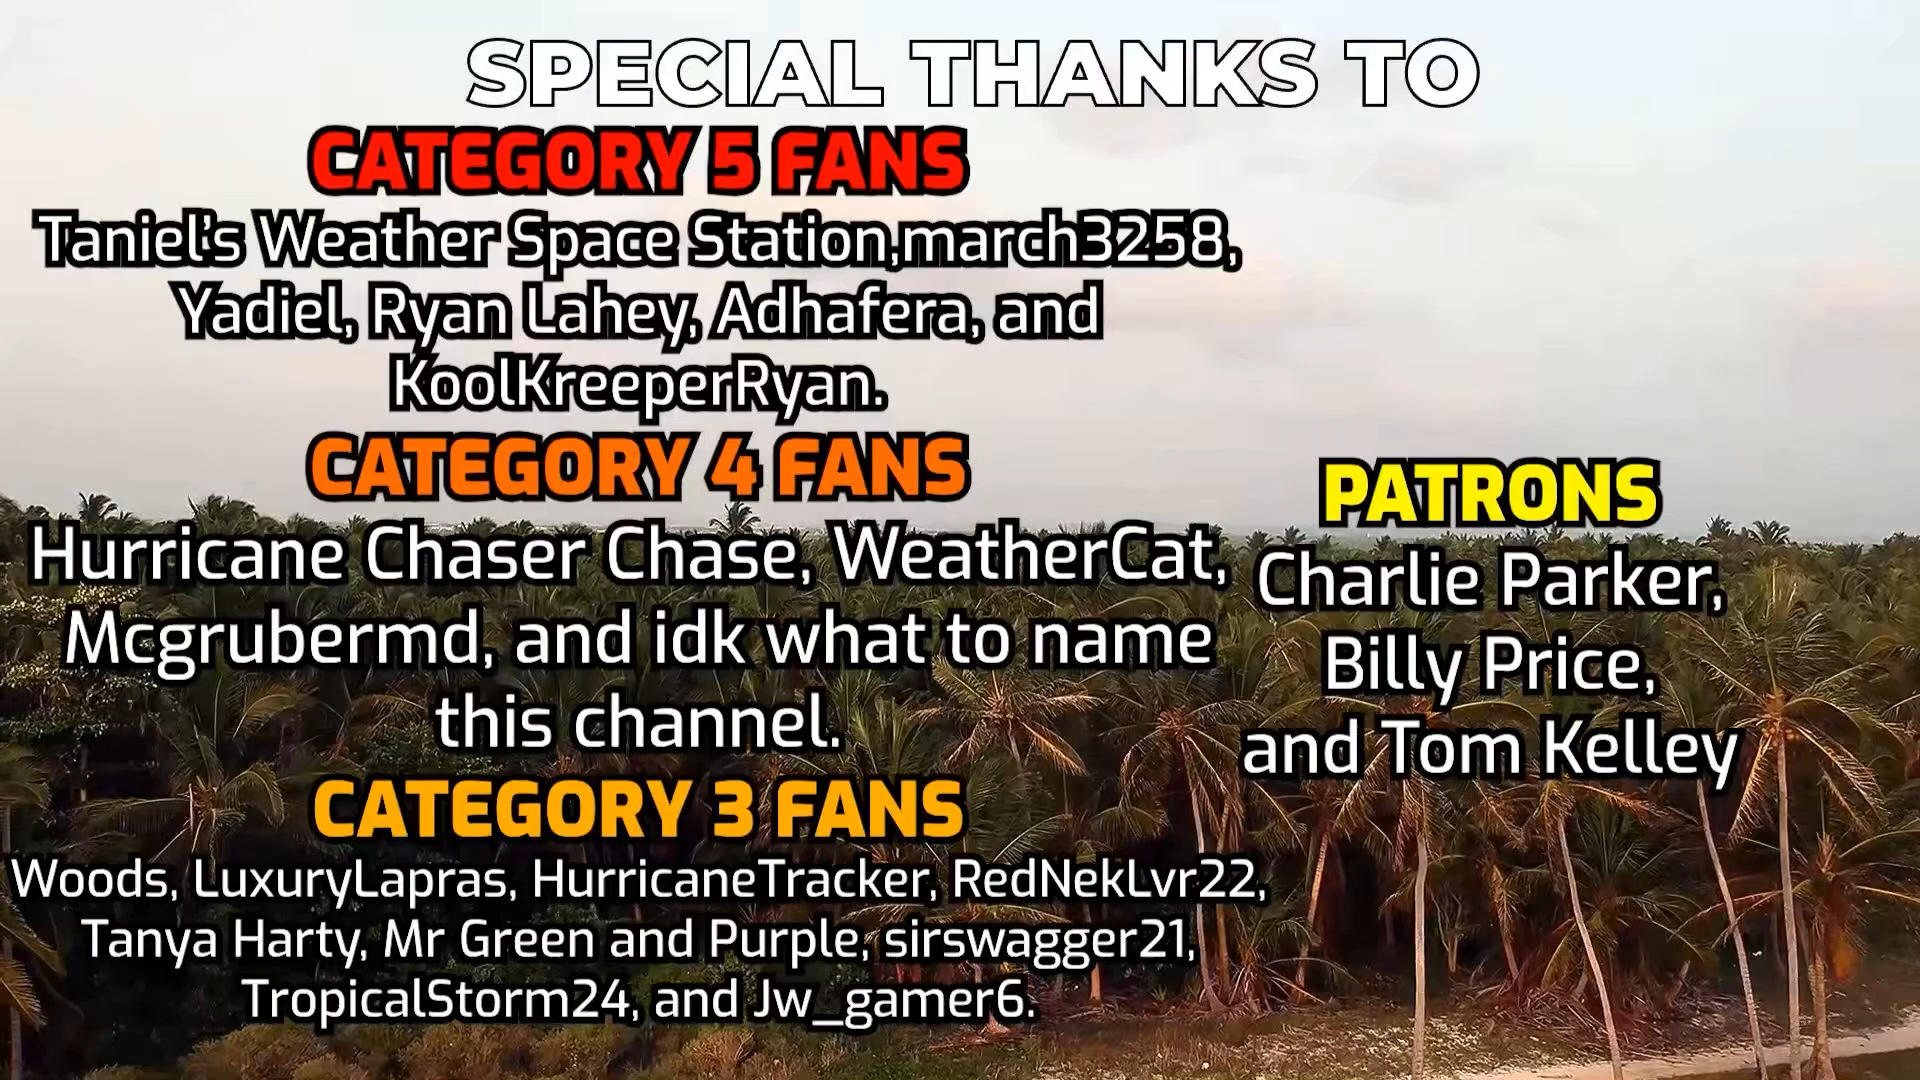 SPECIAL THANKS TO
CATEGORY 5 FANS
Taniel's Weather Space Station,march3258,
Yadiel, Ryan Lahey, Adhafera, and
KoolKreeperRyan.
CATEGORY 4 FANS
Hurricane Chaser Chase, WeatherCat,
Mcgrubermd, and idk what to name
this channel.
CATEGORY 3 FANS
Woods, LuxuryLapras, HurricaneTracker, RedNekLvr22,
Tanya Harty, Mr Green and Purple, sirswagger21,
TropicalStorm24, and Jw_gamer6.
PATRONS
Charlie Parker,
Billy Price,
and Tom Kelley